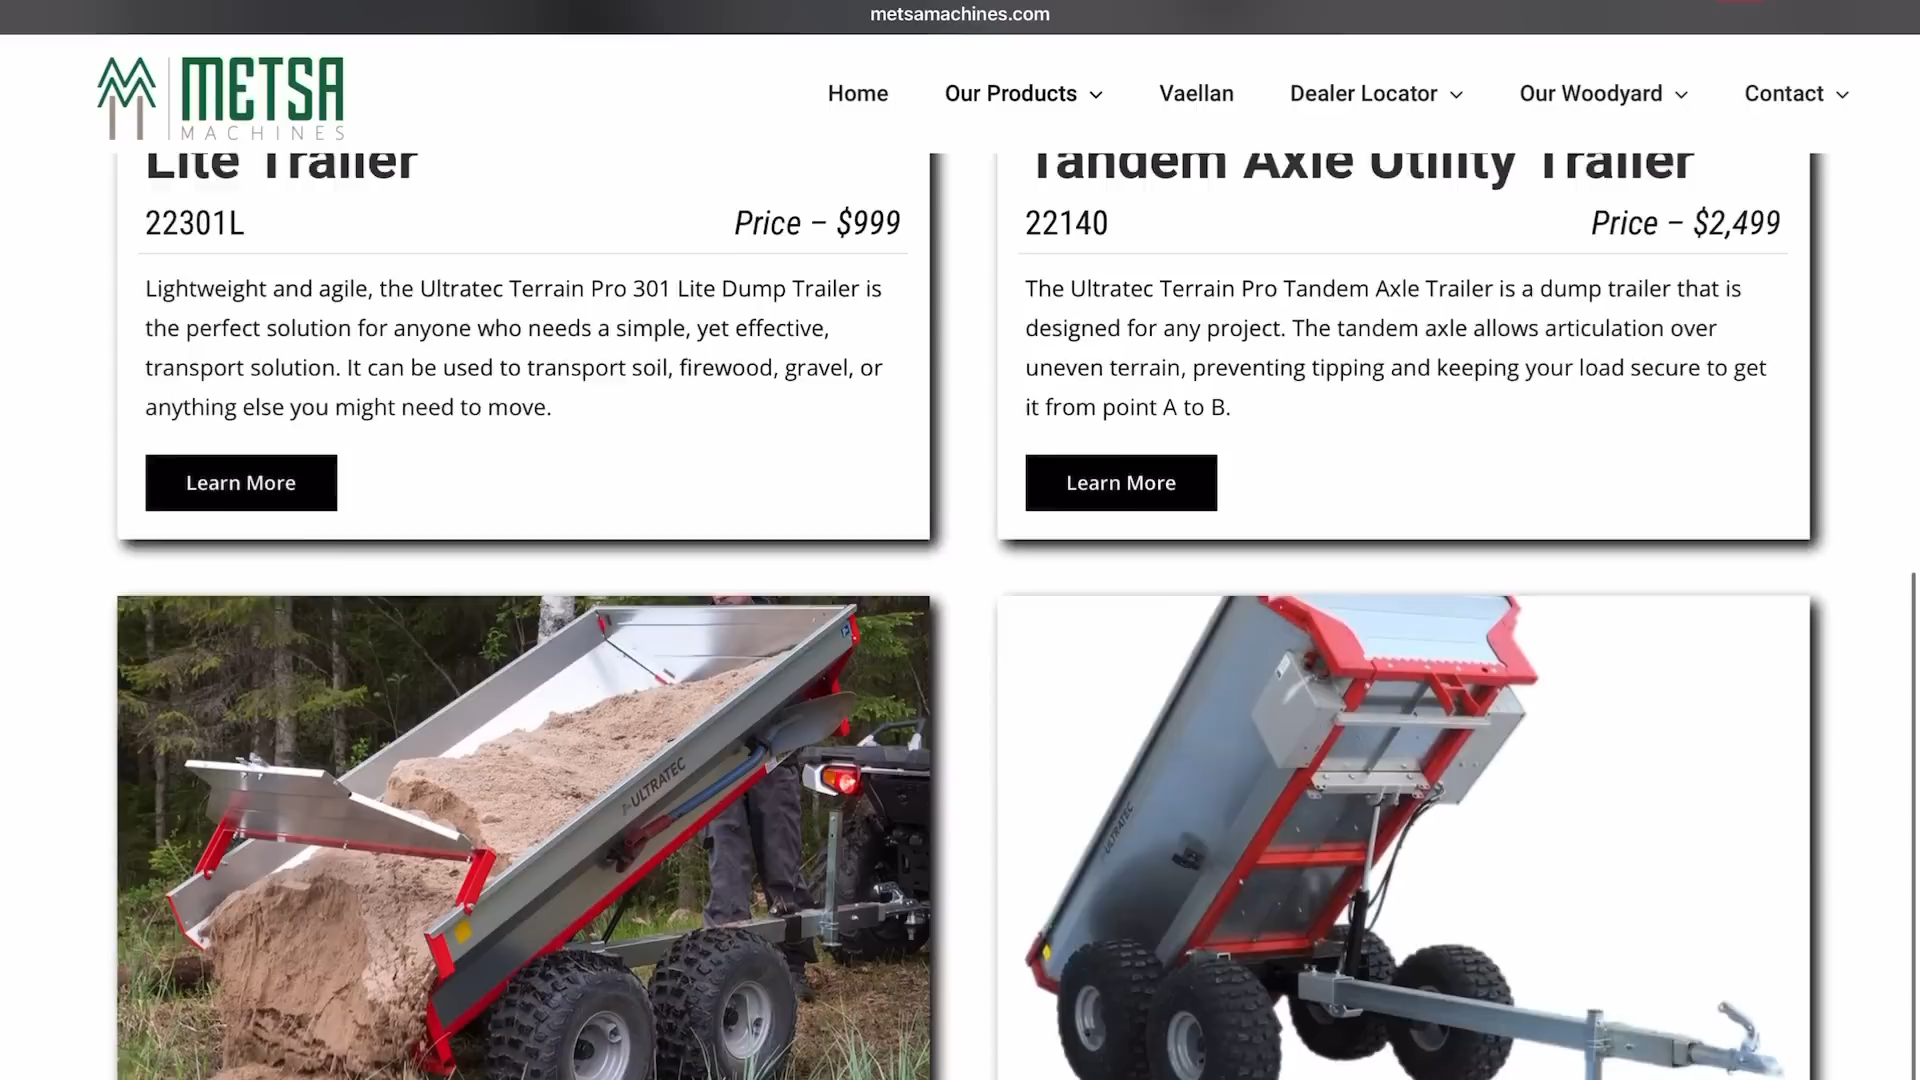 metsamachines.com
METSA
MACHINES
Home
Our Products
Vaellan
Dealer Locator
Our Woodyard
Contact
Lite Trailer
22301L
Price – $999
Lightweight and agile, the Ultratec Terrain Pro 301 Lite Dump Trailer is
the perfect solution for anyone who needs a simple, yet effective,
transport solution. It can be used to transport soil, firewood, gravel, or
anything else you might need to move.
Learn More
Tandem Axle Utility Trailer
22140
Price – $2,499
The Ultratec Terrain Pro Tandem Axle Trailer is a dump trailer that is
designed for any project. The tandem axle allows articulation over
uneven terrain, preventing tipping and keeping your load secure to get
it from point A to B.
Learn More
ULTRATEC
ULTRATEC